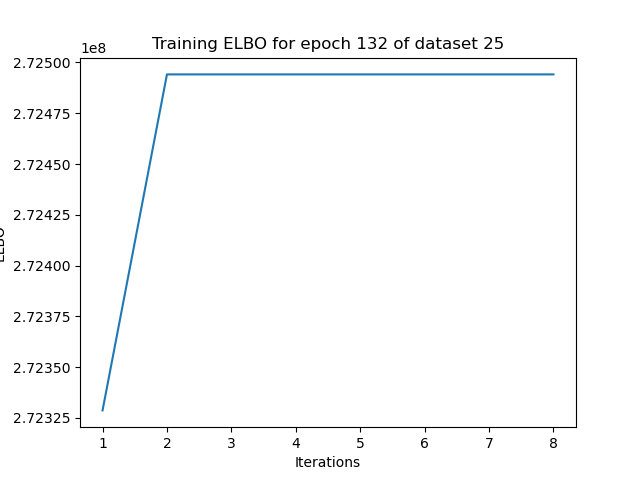 Training ELBO for epoch 132 of dataset 25
1e8
2.72500
2.72475
2.72450
2.72425
2.72400
2.72375
2.72350
2.72325
ELBO
1 2 3 4 5 6 7 8
Iterations